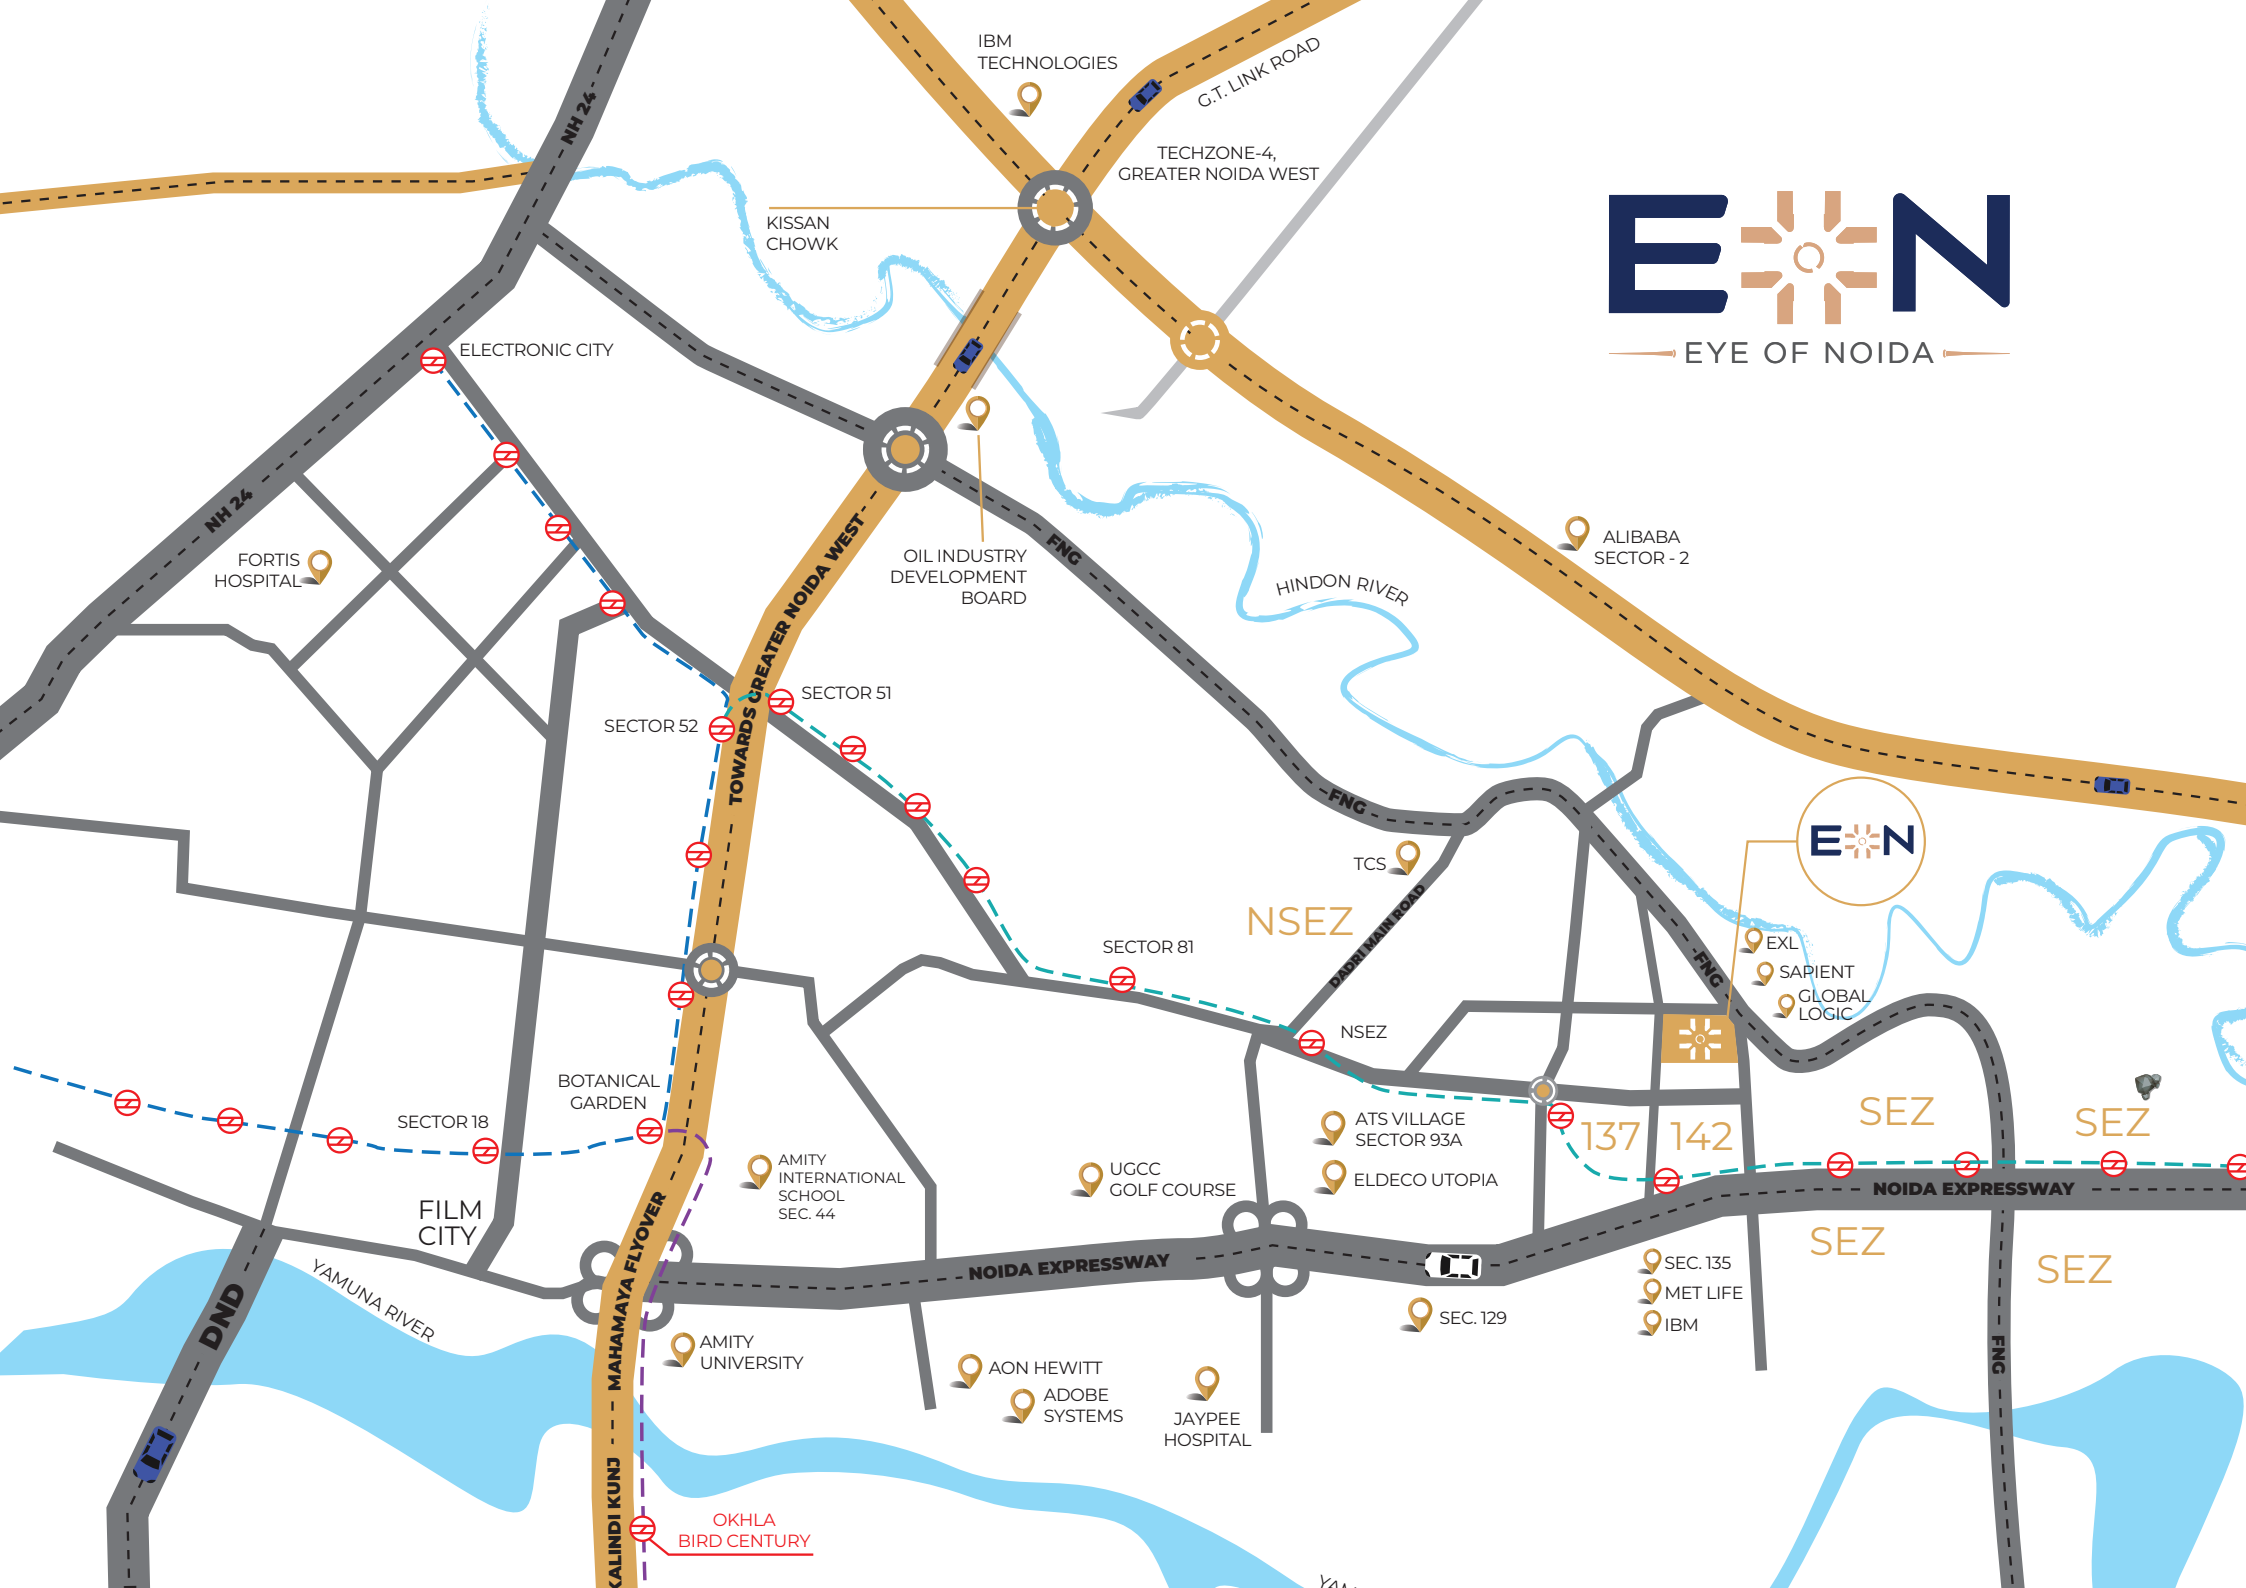 IBM
TECHNOLOGIES
G.T. LINK ROAD
NH 24
TECHZONE-4,
GREATER NOIDA WEST
KISSAN
CHOWK
EON
EYE OF NOIDA
ELECTRONIC CITY
NH 24
FORTIS
HOSPITAL
TOWARDS GREATER NOIDA WEST
OIL INDUSTRY
DEVELOPMENT
BOARD
FNG
HINDON RIVER
ALIBABA
SECTOR - 2
SECTOR 51
SECTOR 52
FNG
TCS
EON
NSEZ
DADRI MAIN ROAD
SECTOR 81
FNG
EXL
SAPIENT
GLOBAL
LOGIC
NSEZ
BOTANICAL
GARDEN
SECTOR 18
ATS VILLAGE
SECTOR 93A
137
142
SEZ
SEZ
AMITY
INTERNATIONAL
SCHOOL
SEC. 44
UGCC
GOLF COURSE
ELDECO UTOPIA
NOIDA EXPRESSWAY
FILM
CITY
MAHAMAYA FLYOVER
YAMUNA RIVER
DND
NOIDA EXPRESSWAY
SEZ
SEZ
SEC. 135
MET LIFE
IBM
SEC. 129
FNG
AMITY
UNIVERSITY
AON HEWITT
ADOBE
SYSTEMS
JAYPEE
HOSPITAL
KALINDI KUNJ
OKHLA
BIRD CENTURY